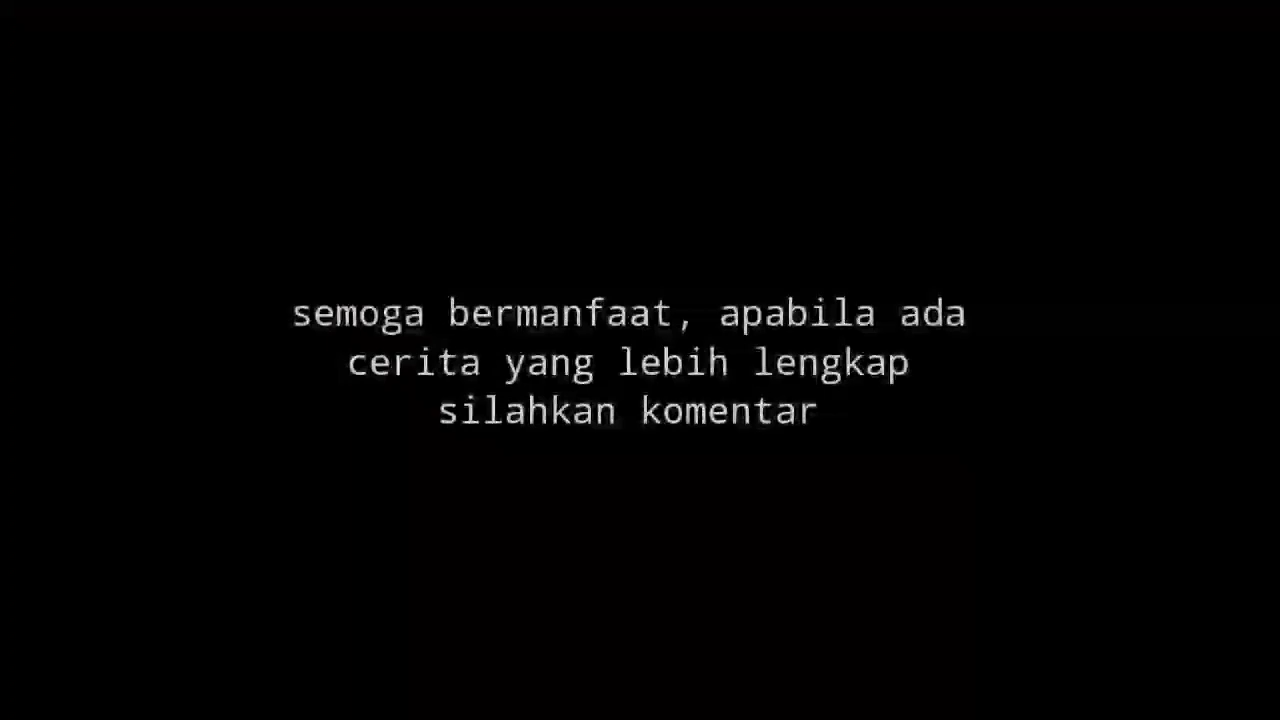 semoga bermanfaat, apabila ada
cerita yang lebih lengkap
silahkan komentar